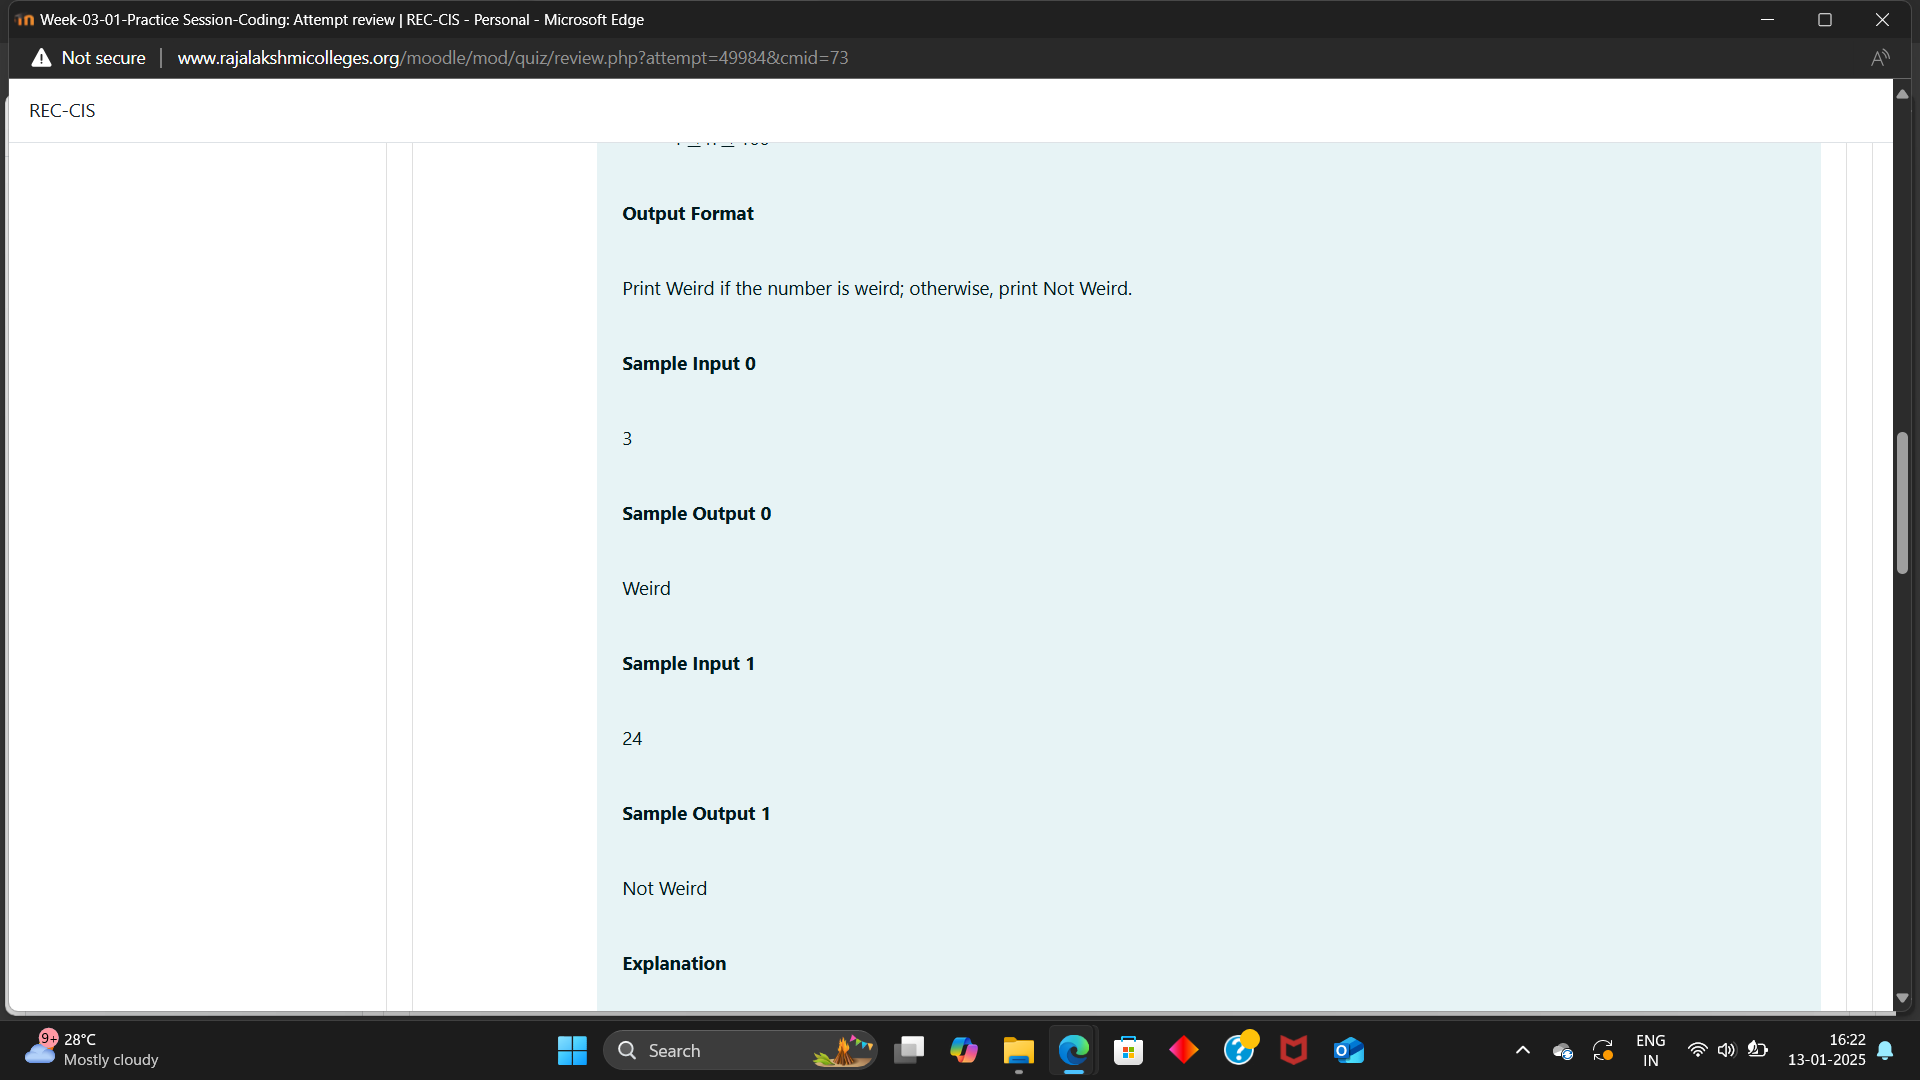 Week-03-01-Practice Session-Coding: Attempt review | REC-CIS - Personal - Microsoft Edge
Not secure | www.rajalakshmicolleges.org/moodle/mod/quiz/review.php?attempt=49984&cmid=73
REC-CIS
Output Format
Print Weird if the number is weird; otherwise, print Not Weird.
Sample Input 0
3
Sample Output 0
Weird
Sample Input 1
24
Sample Output 1
Not Weird
Explanation
9+
28°C
Mostly cloudy
Search
ENG
IN
16:22
13-01-2025